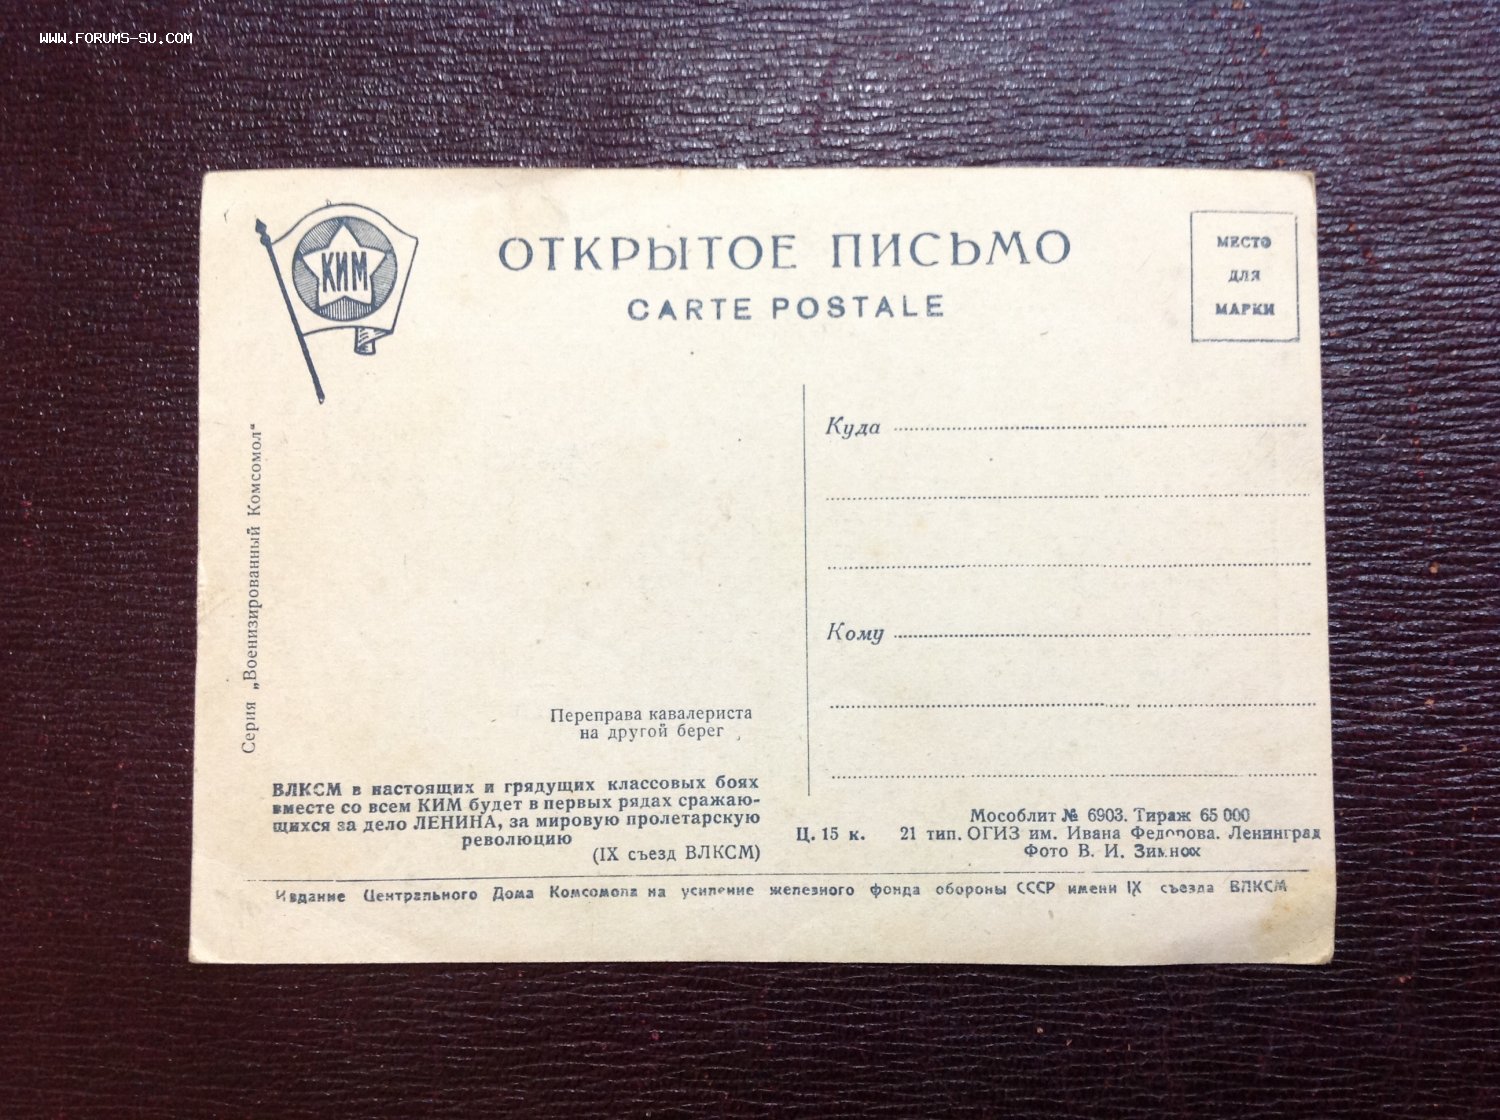 WWW.FORUMS-SU.COM
КИМ
ОТКРЫТОЕ ПИСЬМО
CARTE POSTALE
МЕСТО
ДЛЯ
МАРКИ
Серия „Военизированный Комсомол“
Куда
Кому
Переправа кавалериста
на другой берег
ВЛКСМ в настоящих и грядущих классовых боях
вместе со всем КИМ будет в первых рядах сражаю-
щихся за дело ЛЕНИНА, за мировую пролетарскую
революцию
(IX съезд ВЛКСМ)
Мособлит № 6903. Тираж 65 000
Ц. 15 к. 21 тип. ОГИЗ им. Ивана Федорова. Ленинград
Фото В. И.
Издание Центрального Дома Комсомола на усиление железного фонда обороны СССР имени IX съезда ВЛКСМ